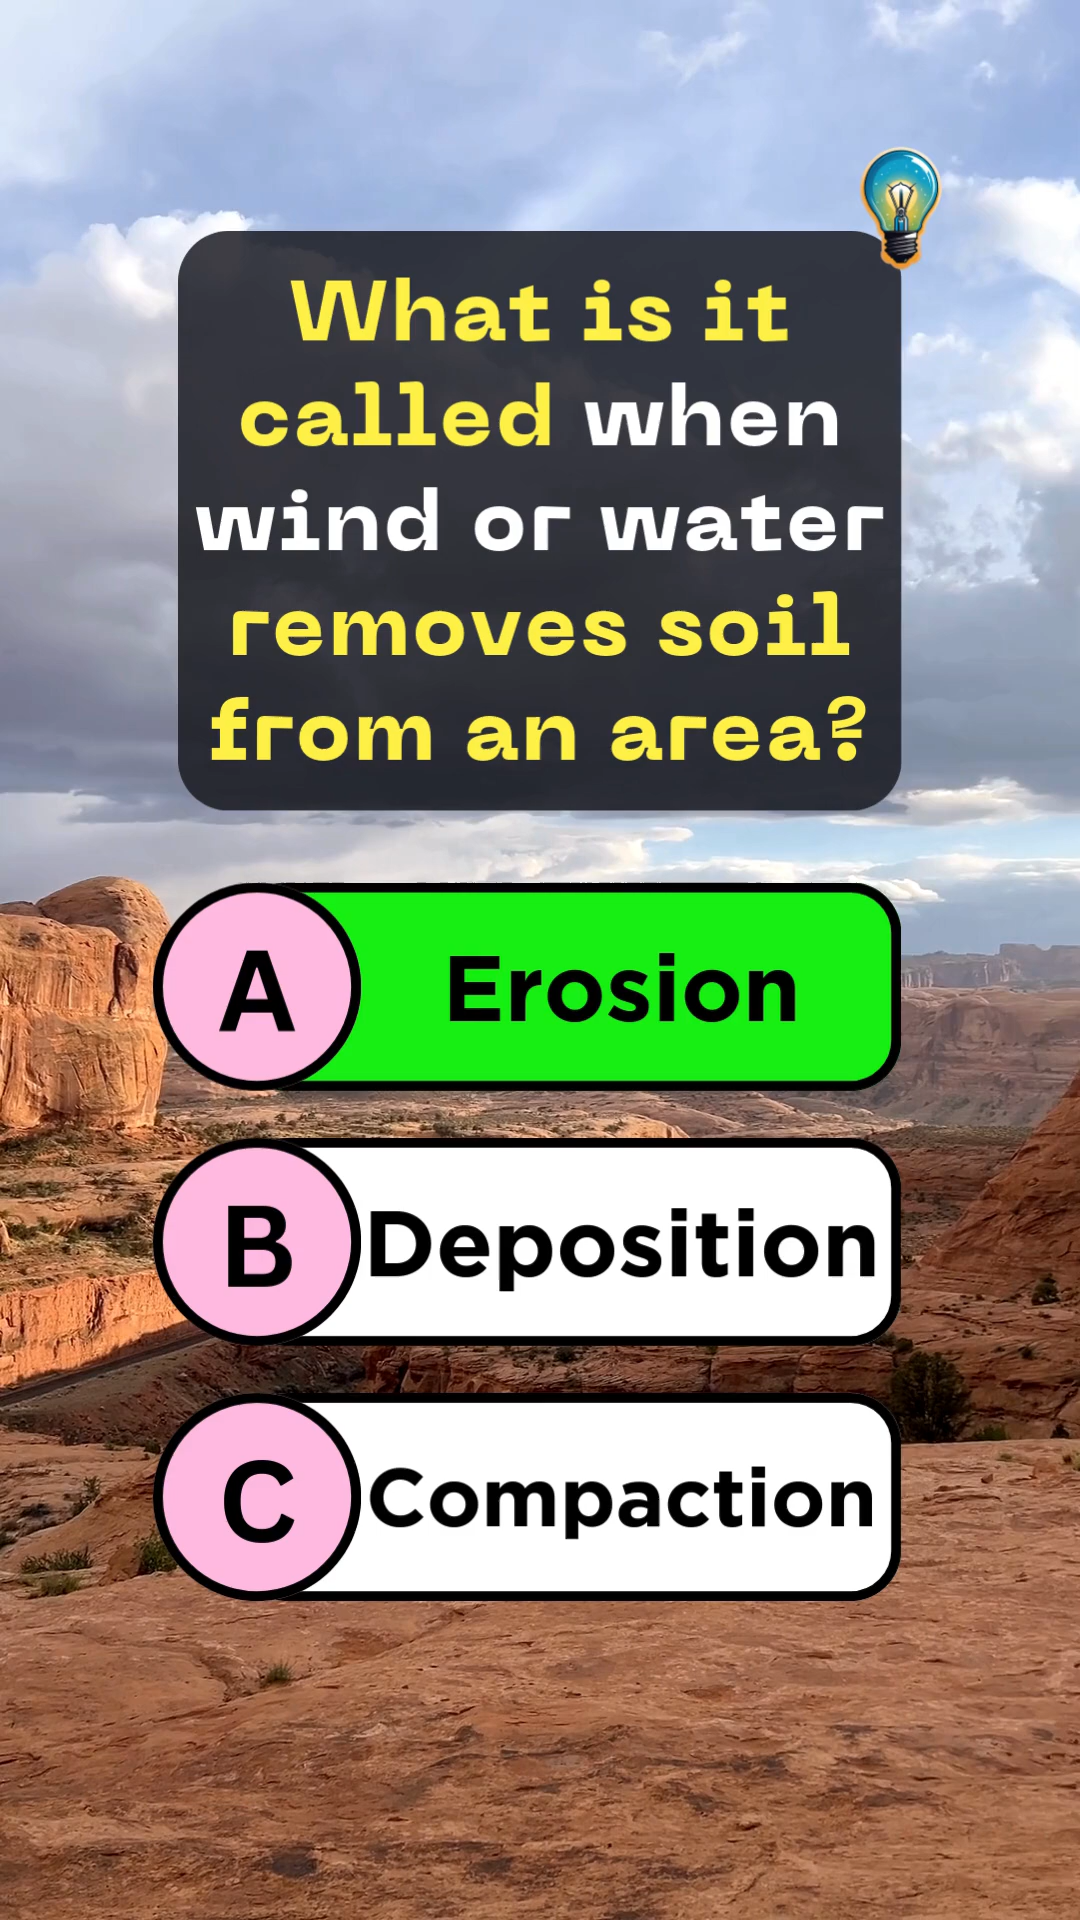 What is it
called when
wind or water
removes soil
from an area?
A Erosion
B Deposition
C Compaction